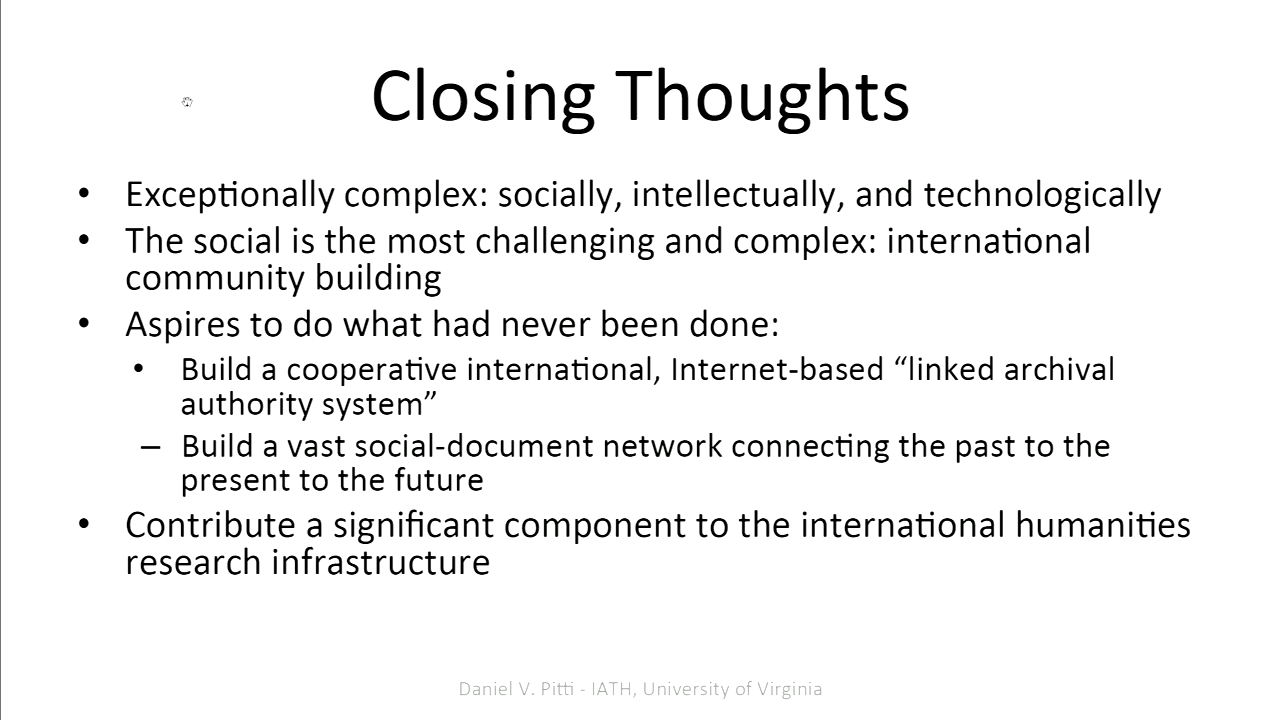 Closing Thoughts
• Exceptionally complex: socially, intellectually, and technologically
• The social is the most challenging and complex: international
community building
• Aspires to do what had never been done:
• Build a cooperative international, Internet-based “linked archival
authority system”
– Build a vast social-document network connecting the past to the
present to the future
• Contribute a significant component to the international humanities
research infrastructure
Daniel V. Pitti - IATH, University of Virginia